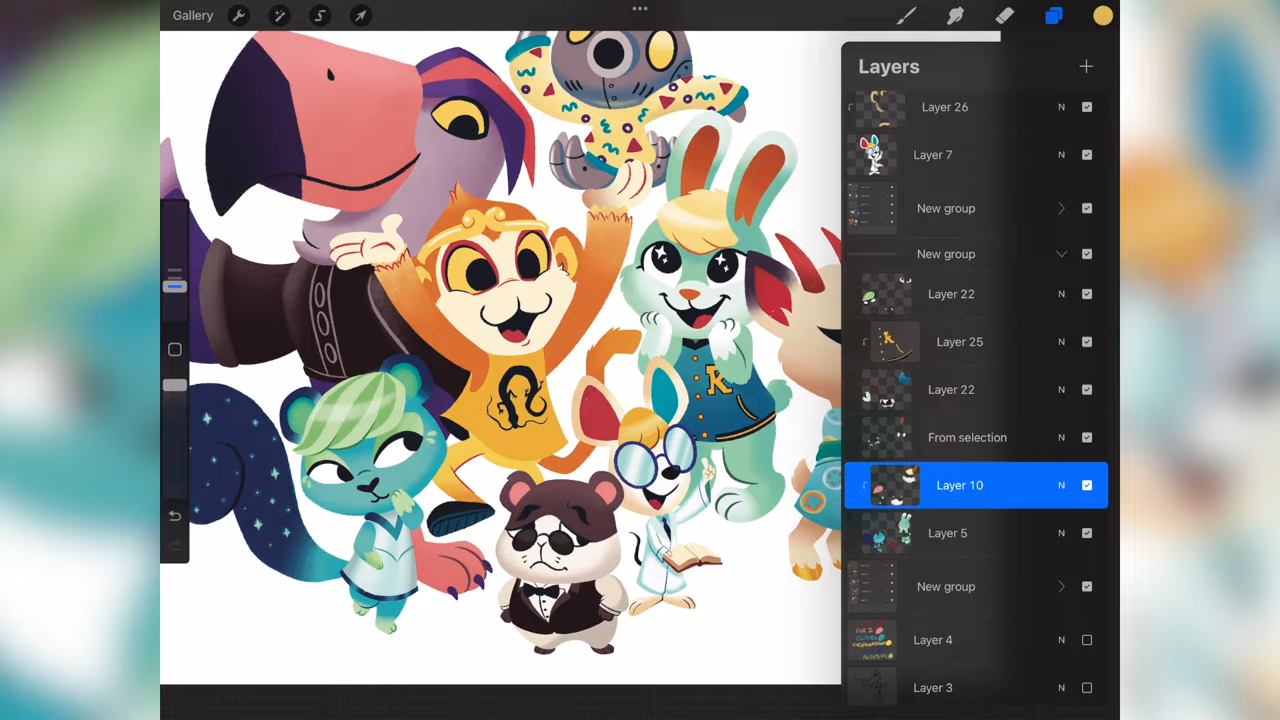 Gallery
Layers
Layer 26 N
Layer 7 N
New group
New group
Layer 22 N
Layer 25 N
Layer 22 N
From selection N
Layer 10 N
Layer 5 N
New group
Layer 4 N
Layer 3 N
K